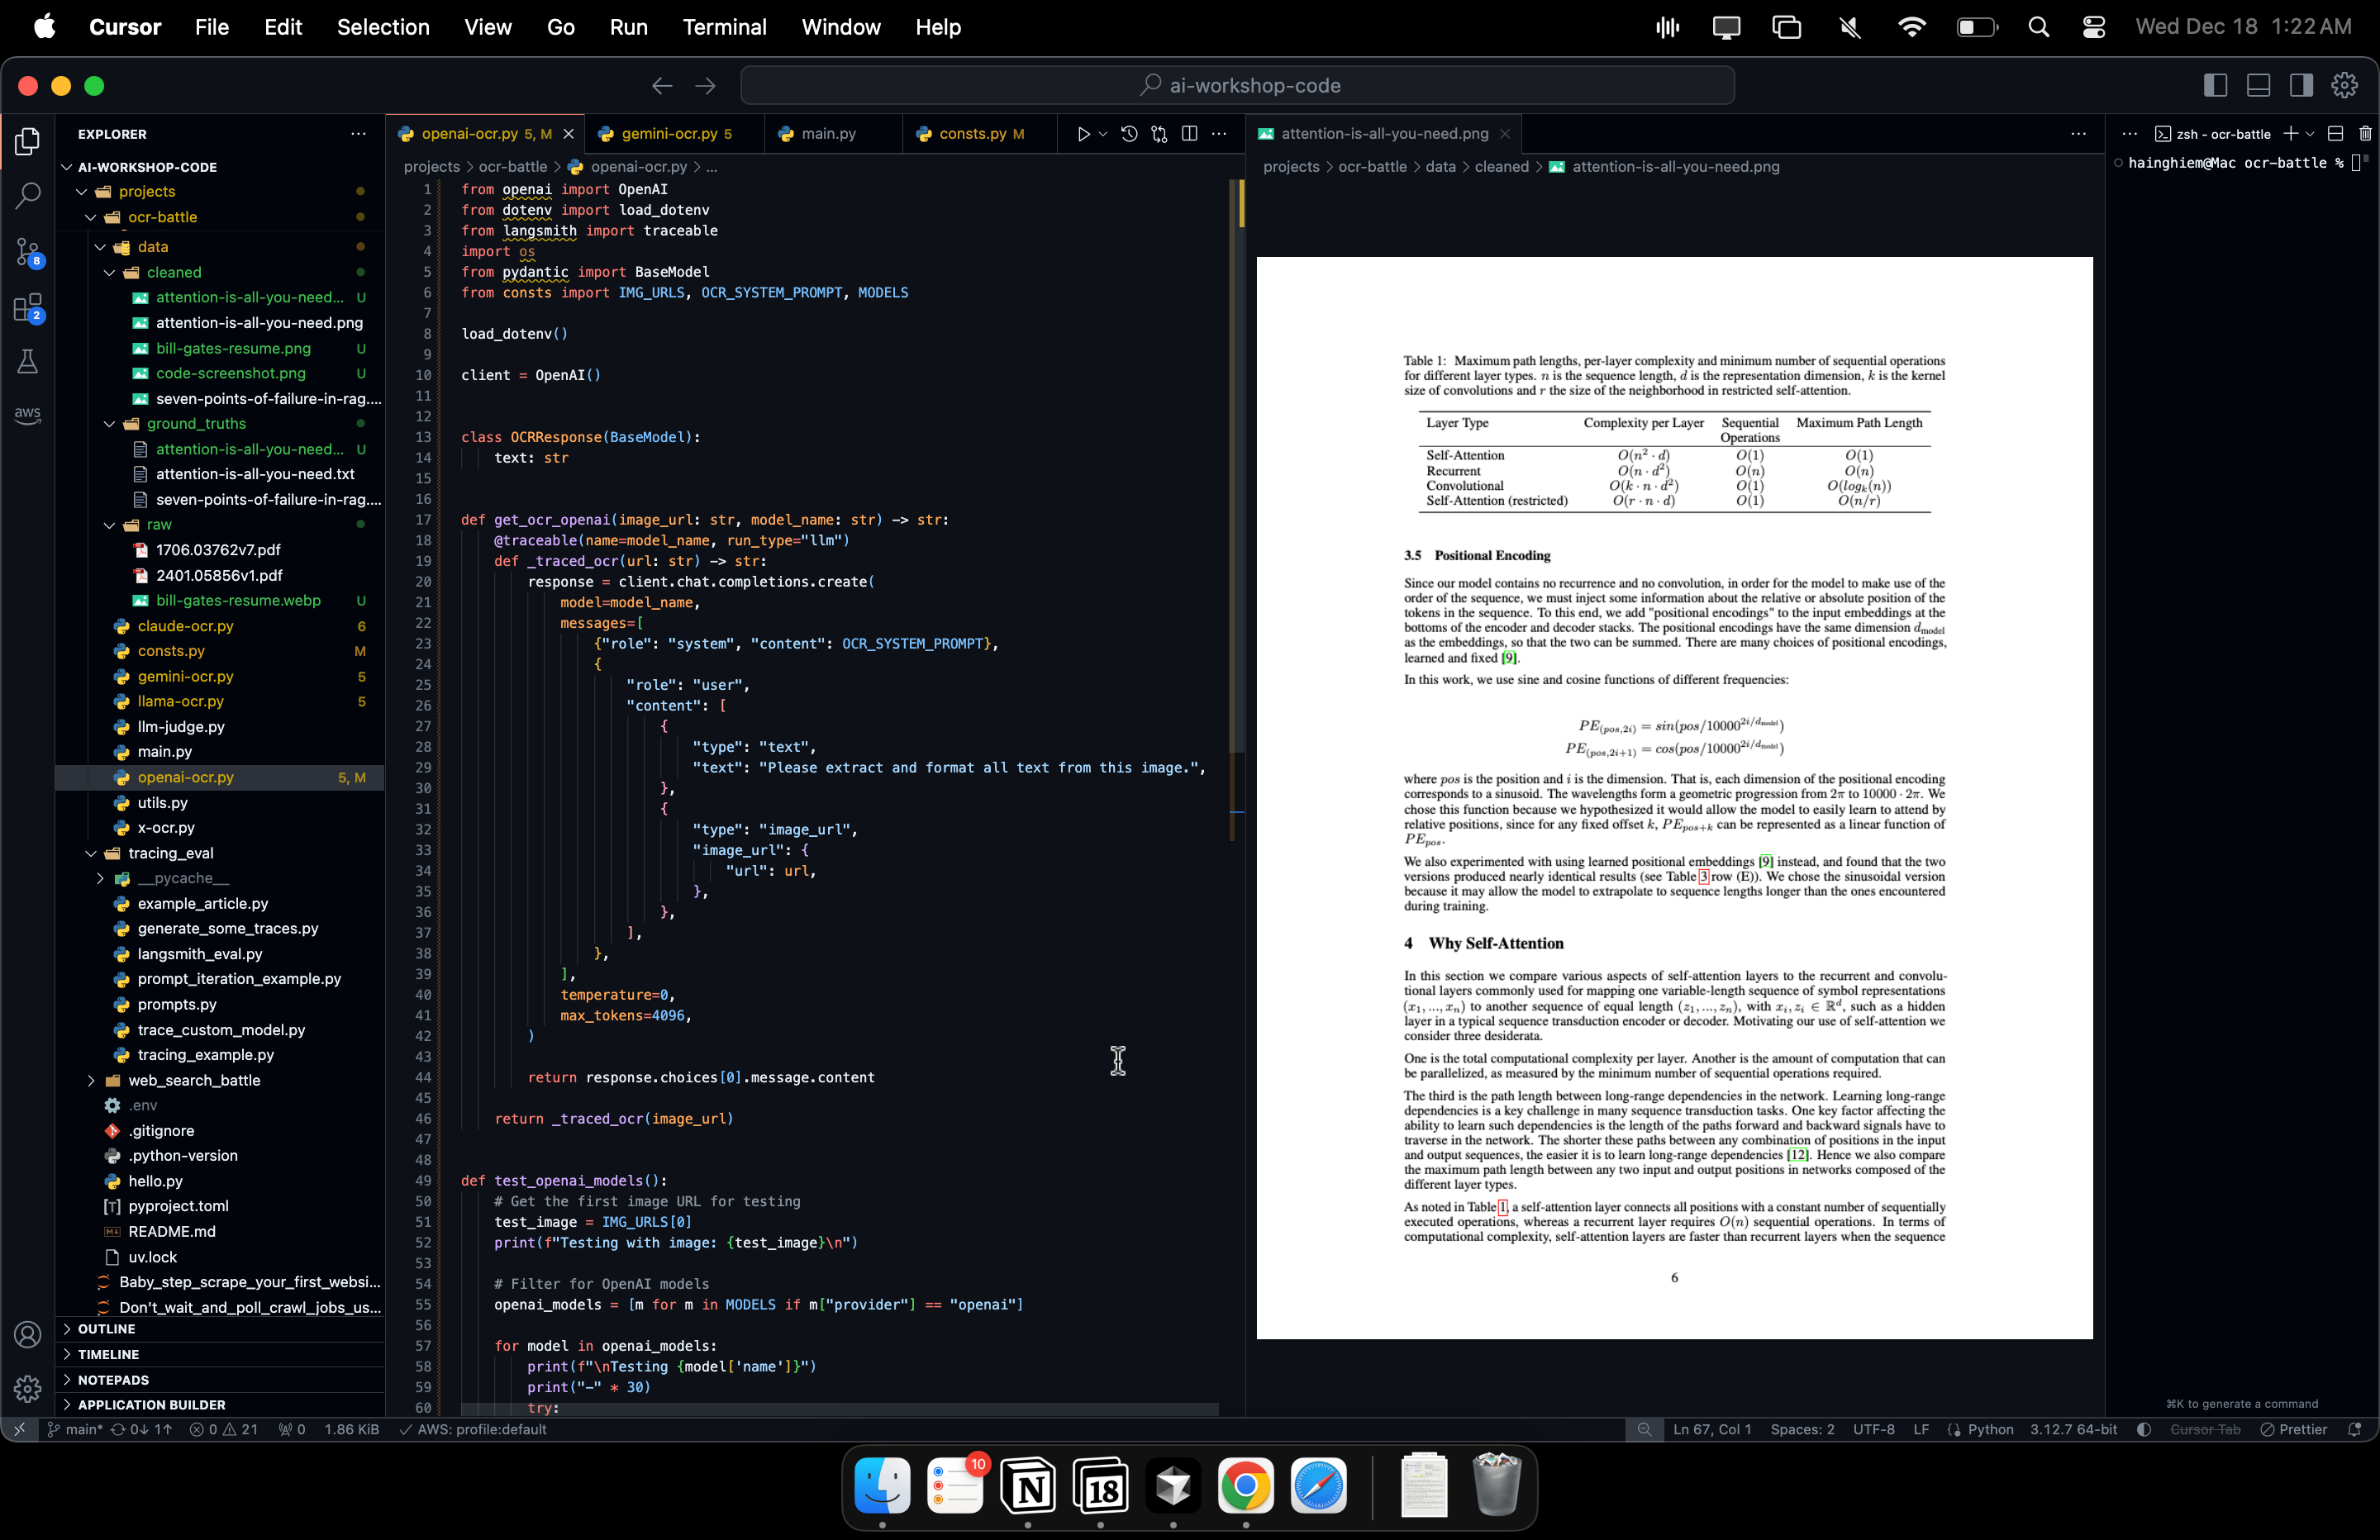 Cursor File Edit Selection View Go Run Terminal Window Help
Wed Dec 18 1:22 AM
ai-workshop-code
EXPLORER
AI-WORKSHOP-CODE
projects
ocr-battle
data
cleaned
attention-is-all-you-need... U
attention-is-all-you-need.png
bill-gates-resume.png U
code-screenshot.png U
seven-points-of-failure-in-rag....
ground_truths
attention-is-all-you-need... U
attention-is-all-you-need.txt
seven-points-of-failure-in-rag....
raw
1706.03762v7.pdf
2401.05856v1.pdf
bill-gates-resume.webp U
claude-ocr.py 6
consts.py M
gemini-ocr.py 5
llama-ocr.py 5
llm-judge.py
main.py
openai-ocr.py 5, M
utils.py
x-ocr.py
tracing_eval
__pycache__
example_article.py
generate_some_traces.py
langsmith_eval.py
prompt_iteration_example.py
prompts.py
trace_custom_model.py
tracing_example.py
web_search_battle
.env
.gitignore
.python-version
hello.py
pyproject.toml
README.md
uv.lock
Baby_step_scrape_your_first_websi...
Don't_wait_and_poll_crawl_jobs_us...
OUTLINE
TIMELINE
NOTEPADS
APPLICATION BUILDER
8
2
aws
openai-ocr.py 5, M gemini-ocr.py 5 main.py consts.py M
projects > ocr-battle > openai-ocr.py > ...
1 from openai import OpenAI
2 from dotenv import load_dotenv
3 from langsmith import traceable
4 import os
5 from pydantic import BaseModel
6 from consts import IMG_URLS, OCR_SYSTEM_PROMPT, MODELS
7
8 load_dotenv()
9
10 client = OpenAI()
11
12
13 class OCRResponse(BaseModel):
14     text: str
15
16
17 def get_ocr_openai(image_url: str, model_name: str) -> str:
18     @traceable(name=model_name, run_type="llm")
19     def _traced_ocr(url: str) -> str:
20         response = client.chat.completions.create(
21             model=model_name,
22             messages=[
23                 {"role": "system", "content": OCR_SYSTEM_PROMPT},
24                 {
25                     "role": "user",
26                     "content": [
27                         {
28                             "type": "text",
29                             "text": "Please extract and format all text from this image.",
30                         },
31                         {
32                             "type": "image_url",
33                             "image_url": {
34                                 "url": url,
35                             },
36                         },
37                     ],
38                 },
39             ],
40             temperature=0,
41             max_tokens=4096,
42         )
43
44         return response.choices[0].message.content
45
46     return _traced_ocr(image_url)
47
48
49 def test_openai_models():
50     # Get the first image URL for testing
51     test_image = IMG_URLS[0]
52     print(f"Testing with image: {test_image}\n")
53
54     # Filter for OpenAI models
55     openai_models = [m for m in MODELS if m["provider"] == "openai"]
56
57     for model in openai_models:
58         print(f"\nTesting {model['name']}")
59         print("-" * 30)
60         try:
attention-is-all-you-need.png
projects > ocr-battle > data > cleaned > attention-is-all-you-need.png
Table 1: Maximum path lengths, per-layer complexity and minimum number of sequential operations
for different layer types. n is the sequence length, d is the representation dimension, k is the kernel
size of convolutions and r the size of the neighborhood in restricted self-attention.
Layer Type Complexity per Layer Sequential Maximum Path Length
Operations
Self-Attention O(n² · d) O(1) O(1)
Recurrent O(n · d²) O(n) O(n)
Convolutional O(k · n · d²) O(1) O(logₖ(n))
Self-Attention (restricted) O(r · n · d) O(1) O(n/r)
3.5 Positional Encoding
Since our model contains no recurrence and no convolution, in order for the model to make use of the
order of the sequence, we must inject some information about the relative or absolute position of the
tokens in the sequence. To this end, we add "positional encodings" to the input embeddings at the
bottoms of the encoder and decoder stacks. The positional encodings have the same dimension d_model
as the embeddings, so that the two can be summed. There are many choices of positional encodings,
learned and fixed [9].
In this work, we use sine and cosine functions of different frequencies:
PE(pos,2i) = sin(pos/10000^2i/d_model)
PE(pos,2i+1) = cos(pos/10000^2i/d_model)
where pos is the position and i is the dimension. That is, each dimension of the positional encoding
corresponds to a sinusoid. The wavelengths form a geometric progression from 2π to 10000 · 2π. We
chose this function because we hypothesized it would allow the model to easily learn to attend by
relative positions, since for any fixed offset k, PE_pos+k can be represented as a linear function of
PE_pos.
We also experimented with using learned positional embeddings [9] instead, and found that the two
versions produced nearly identical results (see Table 3 row (E)). We chose the sinusoidal version
because it may allow the model to extrapolate to sequence lengths longer than the ones encountered
during training.
4 Why Self-Attention
In this section we compare various aspects of self-attention layers to the recurrent and convolu-
tional layers commonly used for mapping one variable-length sequence of symbol representations
(x₁, ..., xₙ) to another sequence of equal length (z₁, ..., zₙ), with xᵢ, zᵢ ∈ ℝᵈ, such as a hidden
layer in a typical sequence transduction encoder or decoder. Motivating our use of self-attention we
consider three desiderata.
One is the total computational complexity per layer. Another is the amount of computation that can
be parallelized, as measured by the minimum number of sequential operations required.
The third is the path length between long-range dependencies in the network. Learning long-range
dependencies is a key challenge in many sequence transduction tasks. One key factor affecting the
ability to learn such dependencies is the length of the paths forward and backward signals have to
traverse in the network. The shorter these paths between any combination of positions in the input
and output sequences, the easier it is to learn long-range dependencies [12]. Hence we also compare
the maximum path length between any two input and output positions in networks composed of the
different layer types.
As noted in Table 1, a self-attention layer connects all positions with a constant number of sequentially
executed operations, whereas a recurrent layer requires O(n) sequential operations. In terms of
computational complexity, self-attention layers are faster than recurrent layers when the sequence
6
zsh - ocr-battle
hainghiem@Mac ocr-battle %
⌘K to generate a command
main* 0↓ 1↑ 0 21 0 1.86 KiB AWS: profile:default
Ln 67, Col 1 Spaces: 2 UTF-8 LF Python 3.12.7 64-bit Cursor Tab Prettier
10
18